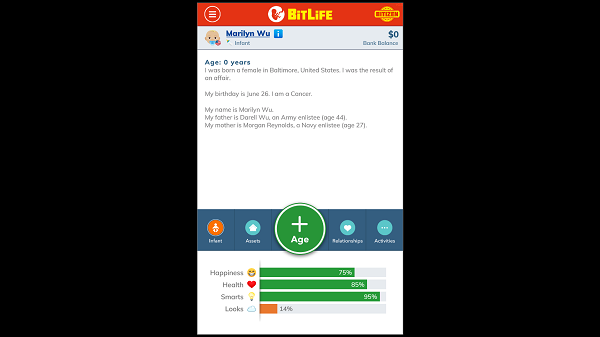 BITLIFE
BITIZEN
Marilyn Wu i $0
Infant Bank Balance
Age: 0 years
I was born a female in Baltimore, United States. I was the result of
an affair.
My birthday is June 26. I am a Cancer.
My name is Marilyn Wu.
My father is Darell Wu, an Army enlistee (age 44).
My mother is Morgan Reynolds, a Navy enlistee (age 27).
Infant Assets Age Relationships Activities
Happiness 75%
Health 85%
Smarts 95%
Looks 14%